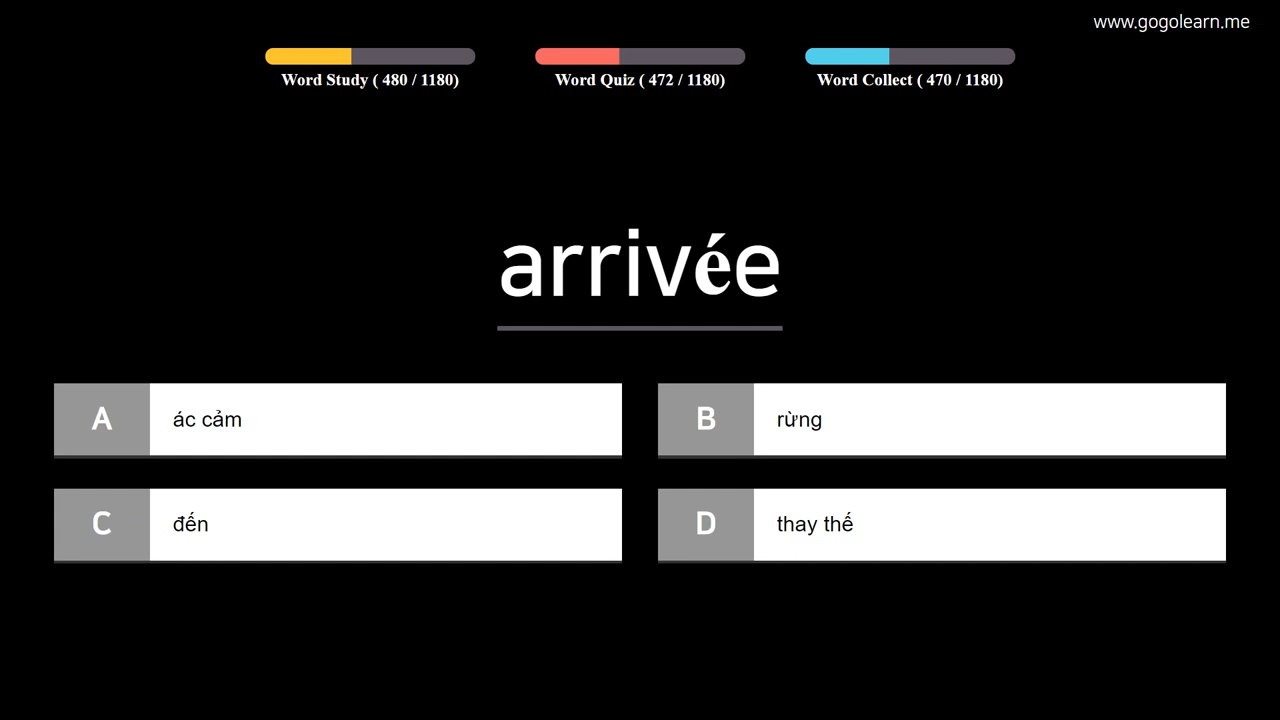 www.gogolearn.me
Word Study ( 480 / 1180)
Word Quiz ( 472 / 1180)
Word Collect ( 470 / 1180)
arrivée
A
ác cảm
B
rừng
C
đến
D
thay thế